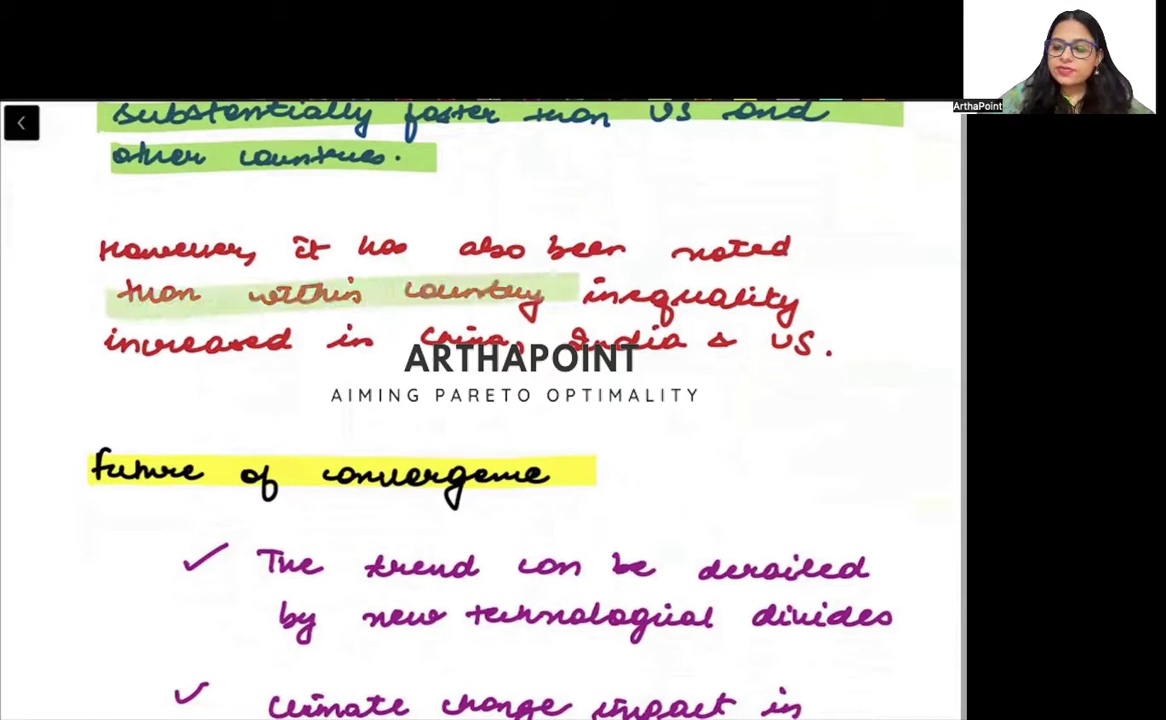 ArthaPoint
substantially faster than US and
other countries.
However, it has also been noted
than within country inequality
increased in China, India & US.
ARTHAPOINT
AIMING PARETO OPTIMALITY
future of convergence
✓ The trend can be derailed
by new technological divides
✓ climate change impact in